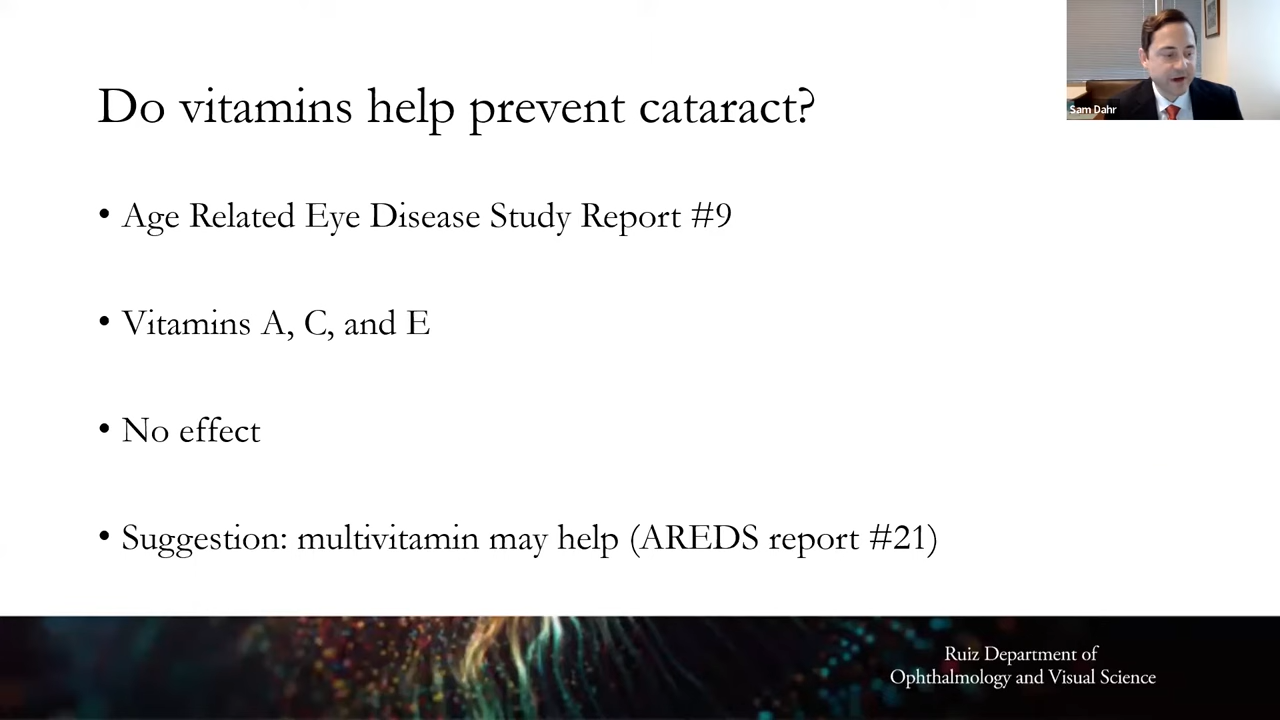 Do vitamins help prevent cataract?
• Age Related Eye Disease Study Report #9
• Vitamins A, C, and E
• No effect
• Suggestion: multivitamin may help (AREDS report #21)
Sam Dahr
Ruiz Department of
Ophthalmology and Visual Science